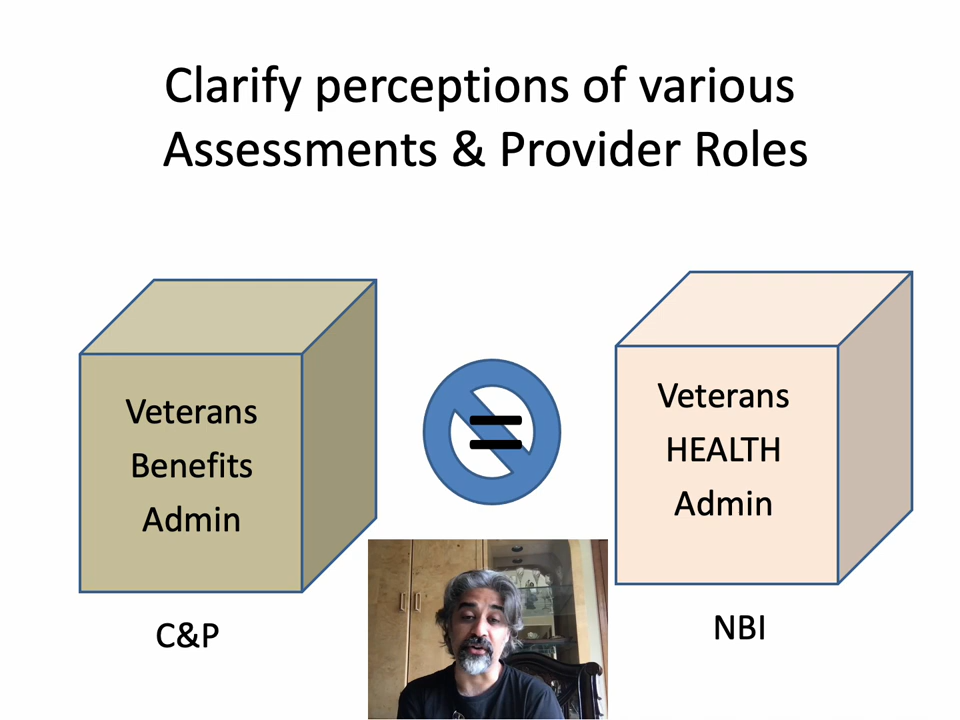 Clarify perceptions of various
Assessments & Provider Roles
Veterans
Benefits
Admin
=
Veterans
HEALTH
Admin
C&P
NBI